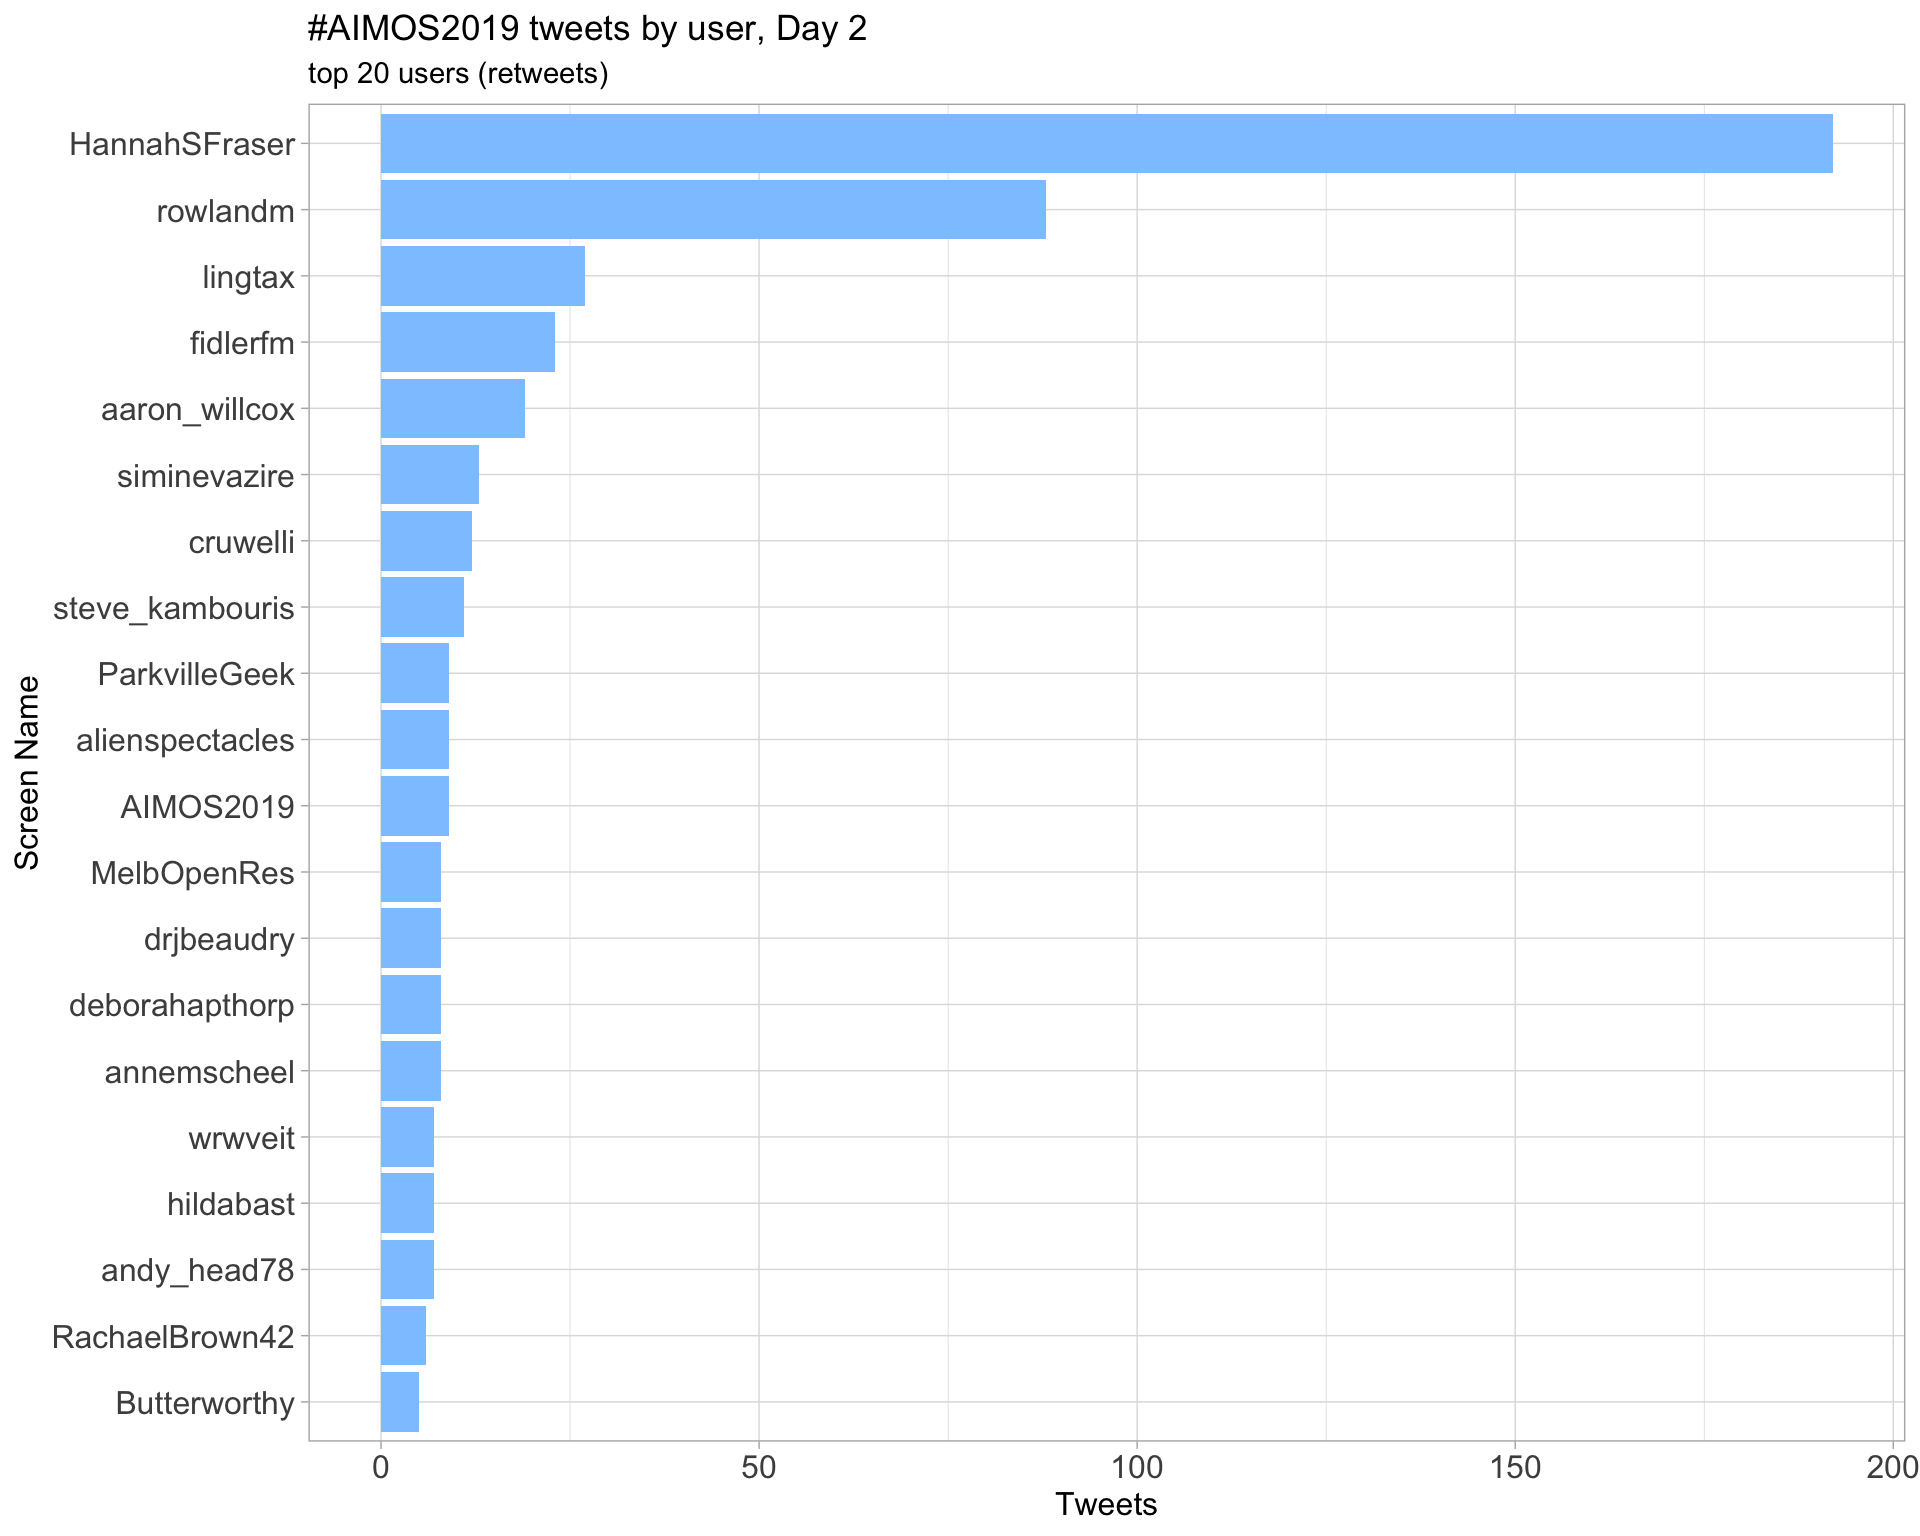 #AIMOS2019 tweets by user, Day 2
top 20 users (retweets)
HannahSFraser
rowlandm
lingtax
fidlerfm
aaron_willcox
siminevazire
cruwelli
steve_kambouris
ParkvilleGeek
alienspectacles
AIMOS2019
MelbOpenRes
drjbeaudry
deborahapthorp
annemscheel
wrwveit
hildabast
andy_head78
RachaelBrown42
Butterworthy
Screen Name
0 50 100 150 200
Tweets